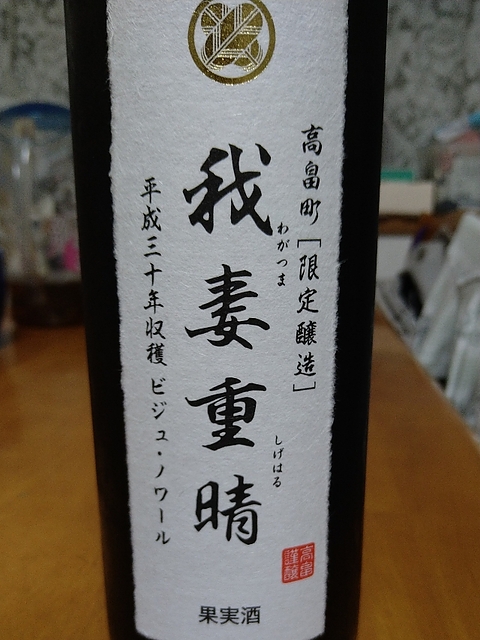 高畠町［限定醸造］
我妻重晴
わがつま
しげはる
平成三十年収穫 ビジュ・ノワール
高畠
謹醸
果実酒